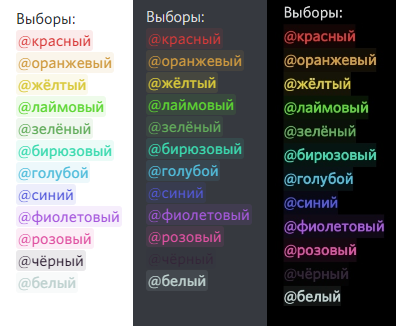 Выборы:
@красный
@оранжевый
@жёлтый
@лаймовый
@зелёный
@бирюзовый
@голубой
@синий
@фиолетовый
@розовый
@чёрный
@белый
Выборы:
@красный
@оранжевый
@жёлтый
@лаймовый
@зелёный
@бирюзовый
@голубой
@синий
@фиолетовый
@розовый
@чёрный
@белый
Выборы:
@красный
@оранжевый
@жёлтый
@лаймовый
@зелёный
@бирюзовый
@голубой
@синий
@фиолетовый
@розовый
@чёрный
@белый